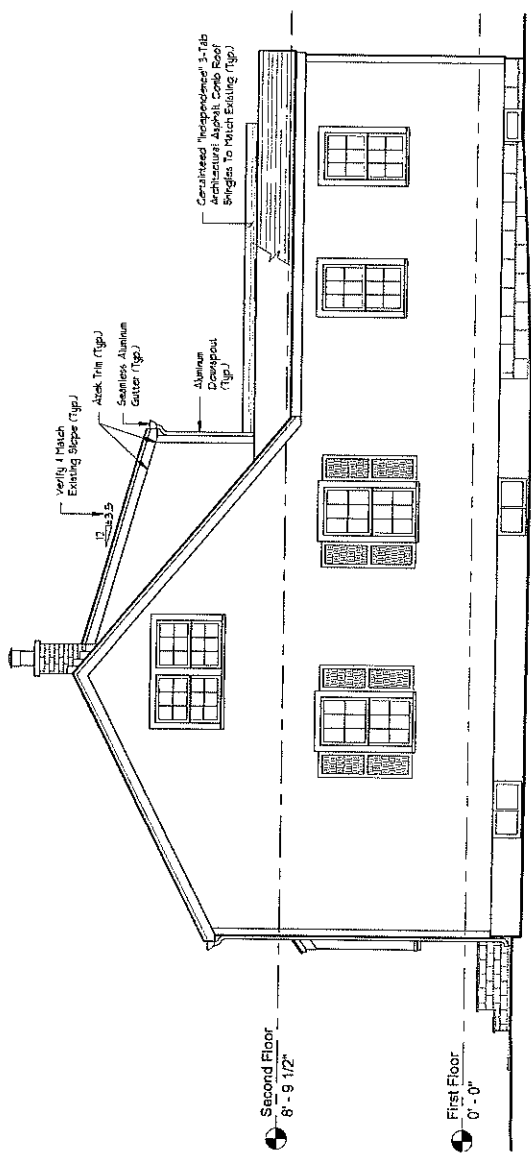 Verify & Match
Existing Slope (Typ.)
12
±3.5
Azek Trim (Typ.)
Seamless Aluminum
Gutter (Typ.)
Aluminum
Downspout
(Typ.)
Certainteed "Independence" 3-Tab
Architectural Asphalt Comb Roof
Shingles To Match Existing (Typ.)
Second Floor
8' - 9 1/2"
First Floor
0' - 0"